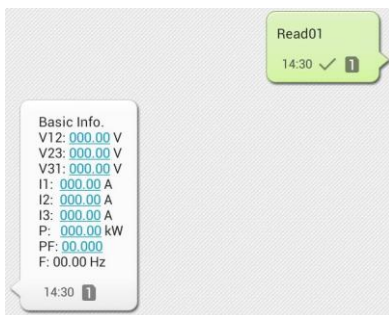 Read01
14:30 1
Basic Info.
V12: 000.00 V
V23: 000.00 V
V31: 000.00 V
I1: 000.00 A
I2: 000.00 A
I3: 000.00 A
P: 000.00 kW
PF: 00.000
F: 00.00 Hz
14:30 1